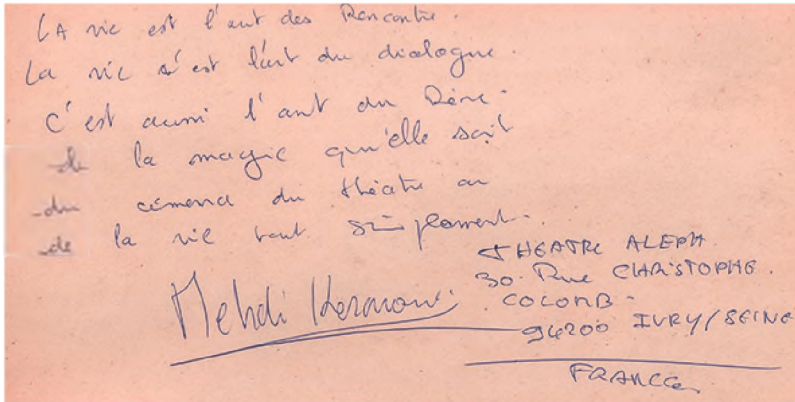 LA vie est l'art des Rencontre.
La vie c'est l'art du dialogue.
C'est aussi l'art du Rêve.
de la magie qu'elle soit
du cinema du théatre ou
de la vie tout simplement.
Mehdi
THEATRE ALEPH.
30. Rue CHRISTOPHE.
COLOMB-
94200 IVRY/SEINE
FRANCE